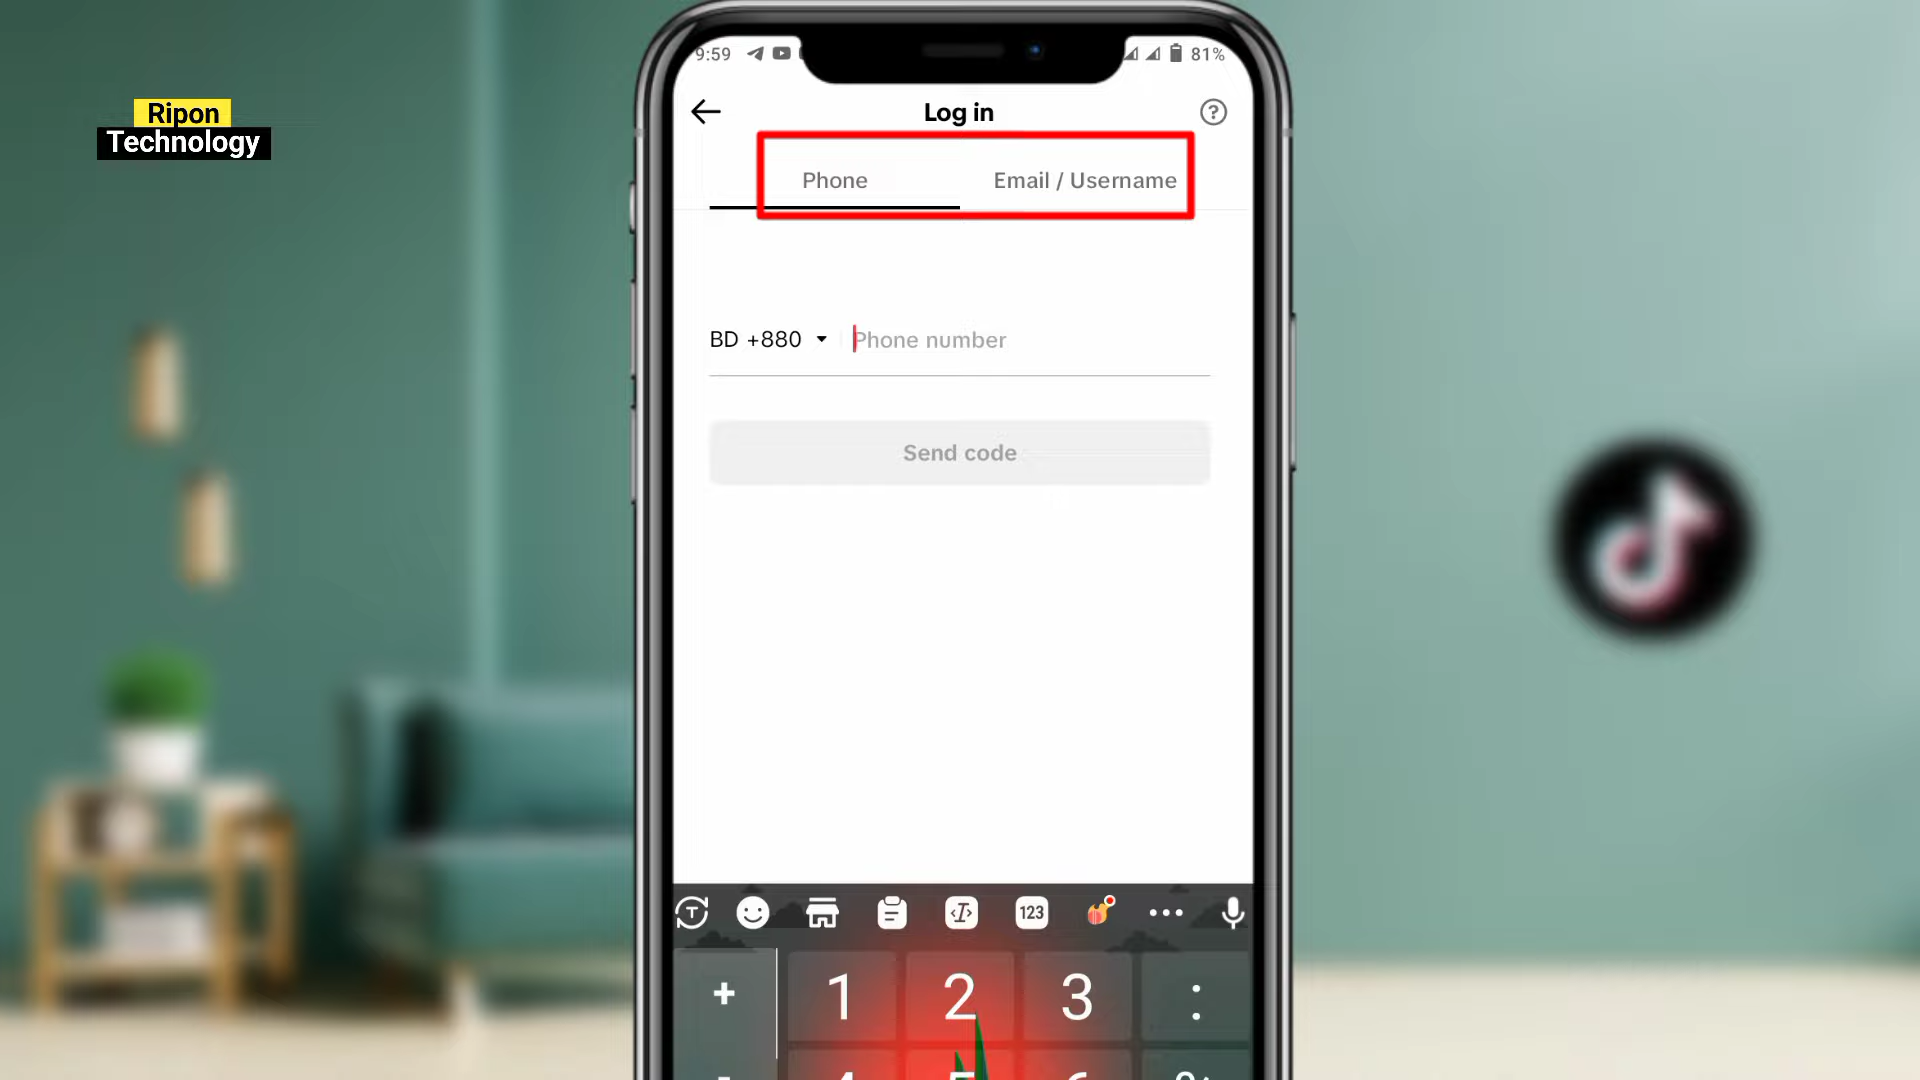 Ripon
Technology
9:59
81%
Log in
Phone
Email / Username
BD +880
Phone number
Send code
123
+ 1 2 3 :